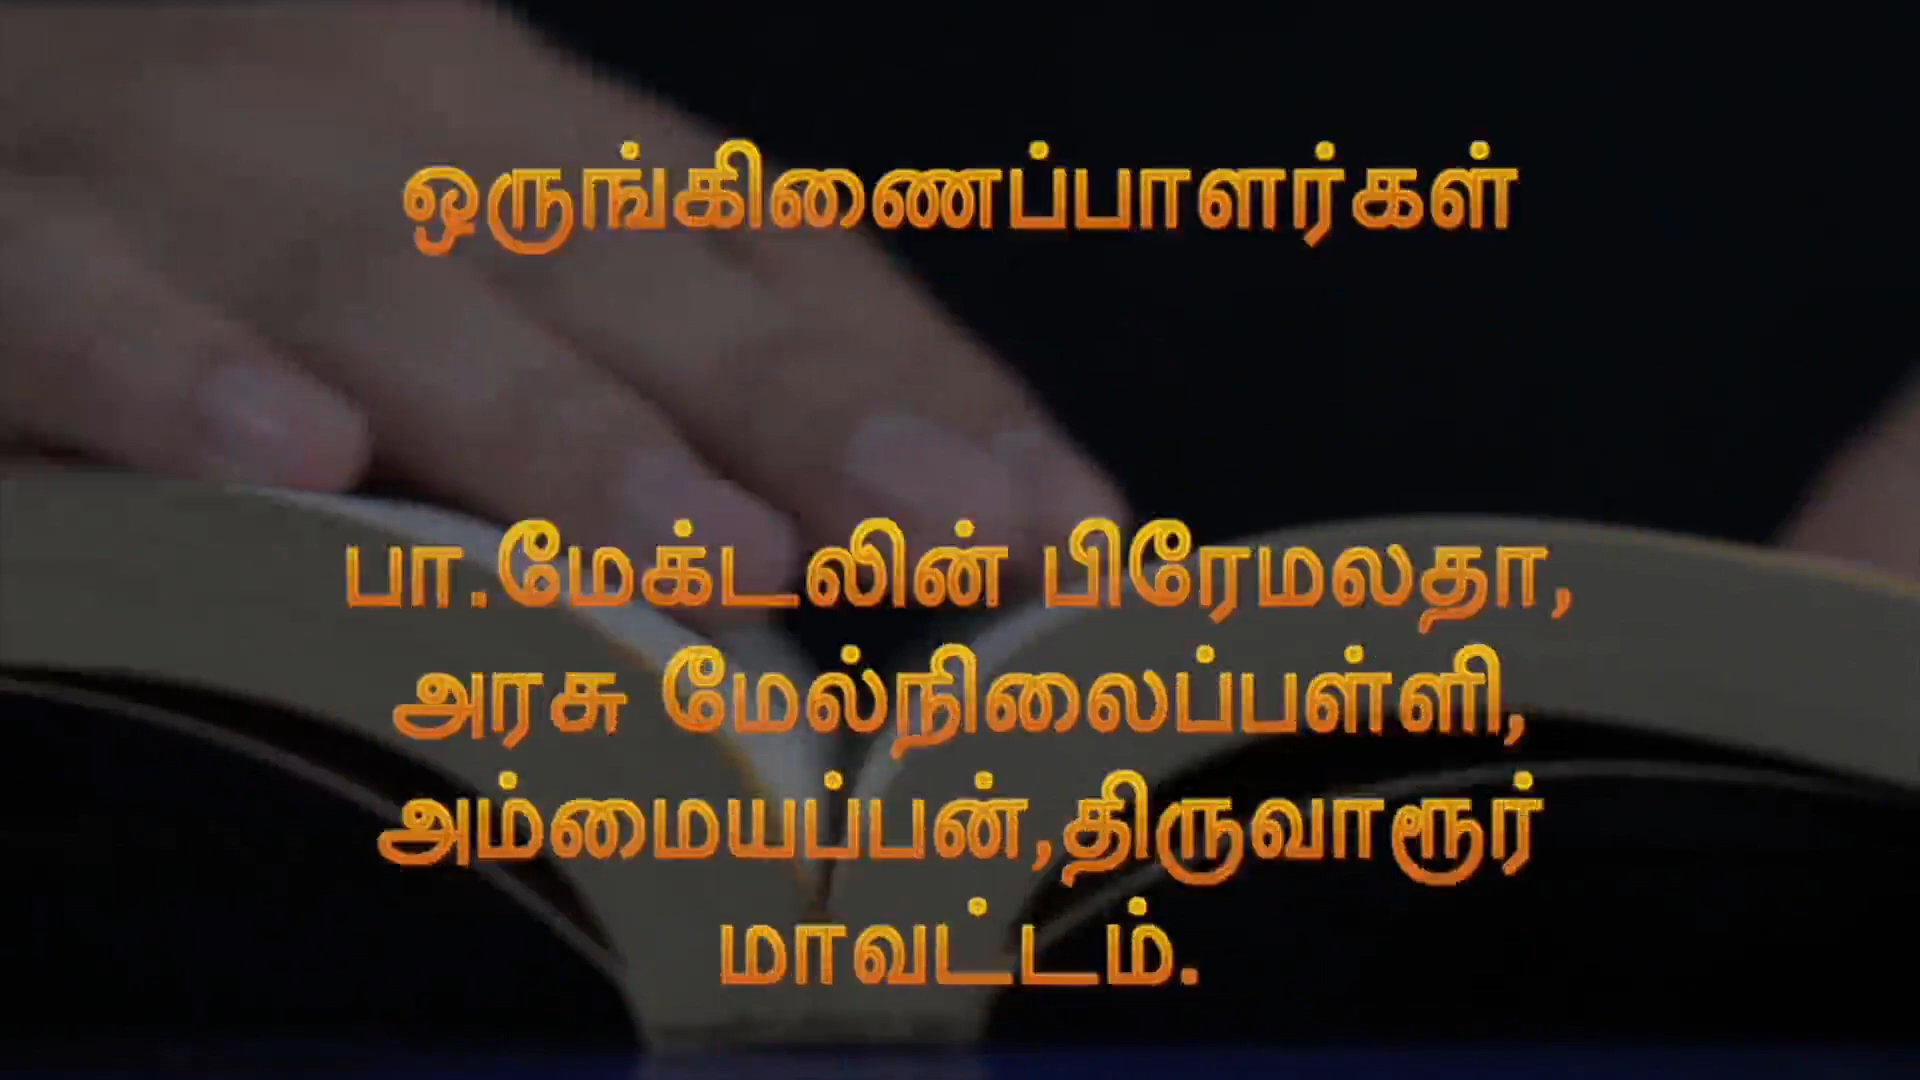 ஒருங்கிணைப்பாளர்கள்
பா.மேக்டலின் பிரேமலதா,
அரசு மேல்நிலைப்பள்ளி,
அம்மையப்பன்,திருவாரூர்
மாவட்டம்.